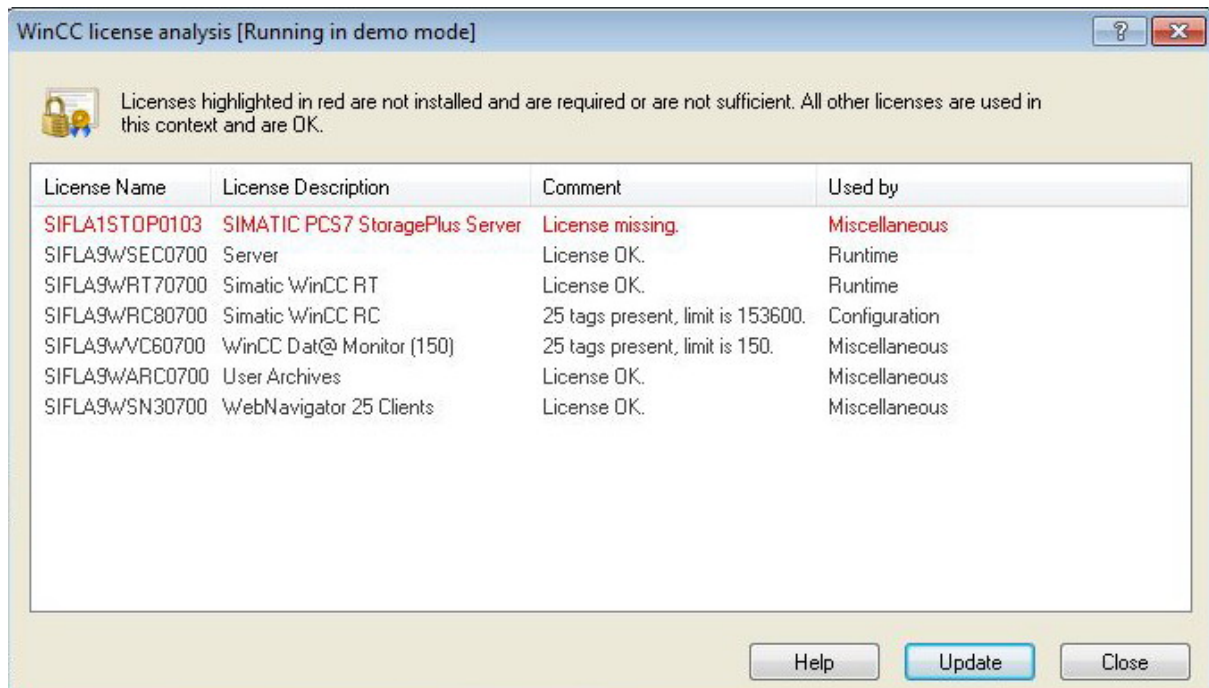 WinCC license analysis [Running in demo mode]
Licenses highlighted in red are not installed and are required or are not sufficient. All other licenses are used in
this context and are OK.
License Name License Description Comment Used by
SIFLA1STOP0103 SIMATIC PCS7 StoragePlus Server License missing. Miscellaneous
SIFLA9WSEC0700 Server License OK. Runtime
SIFLA9WRT70700 Simatic WinCC RT License OK. Runtime
SIFLA9WRC80700 Simatic WinCC RC 25 tags present, limit is 153600. Configuration
SIFLA9WVC60700 WinCC Dat@ Monitor (150) 25 tags present, limit is 150. Miscellaneous
SIFLA9WARC0700 User Archives License OK. Miscellaneous
SIFLA9WSN30700 WebNavigator 25 Clients License OK. Miscellaneous
Help Update Close